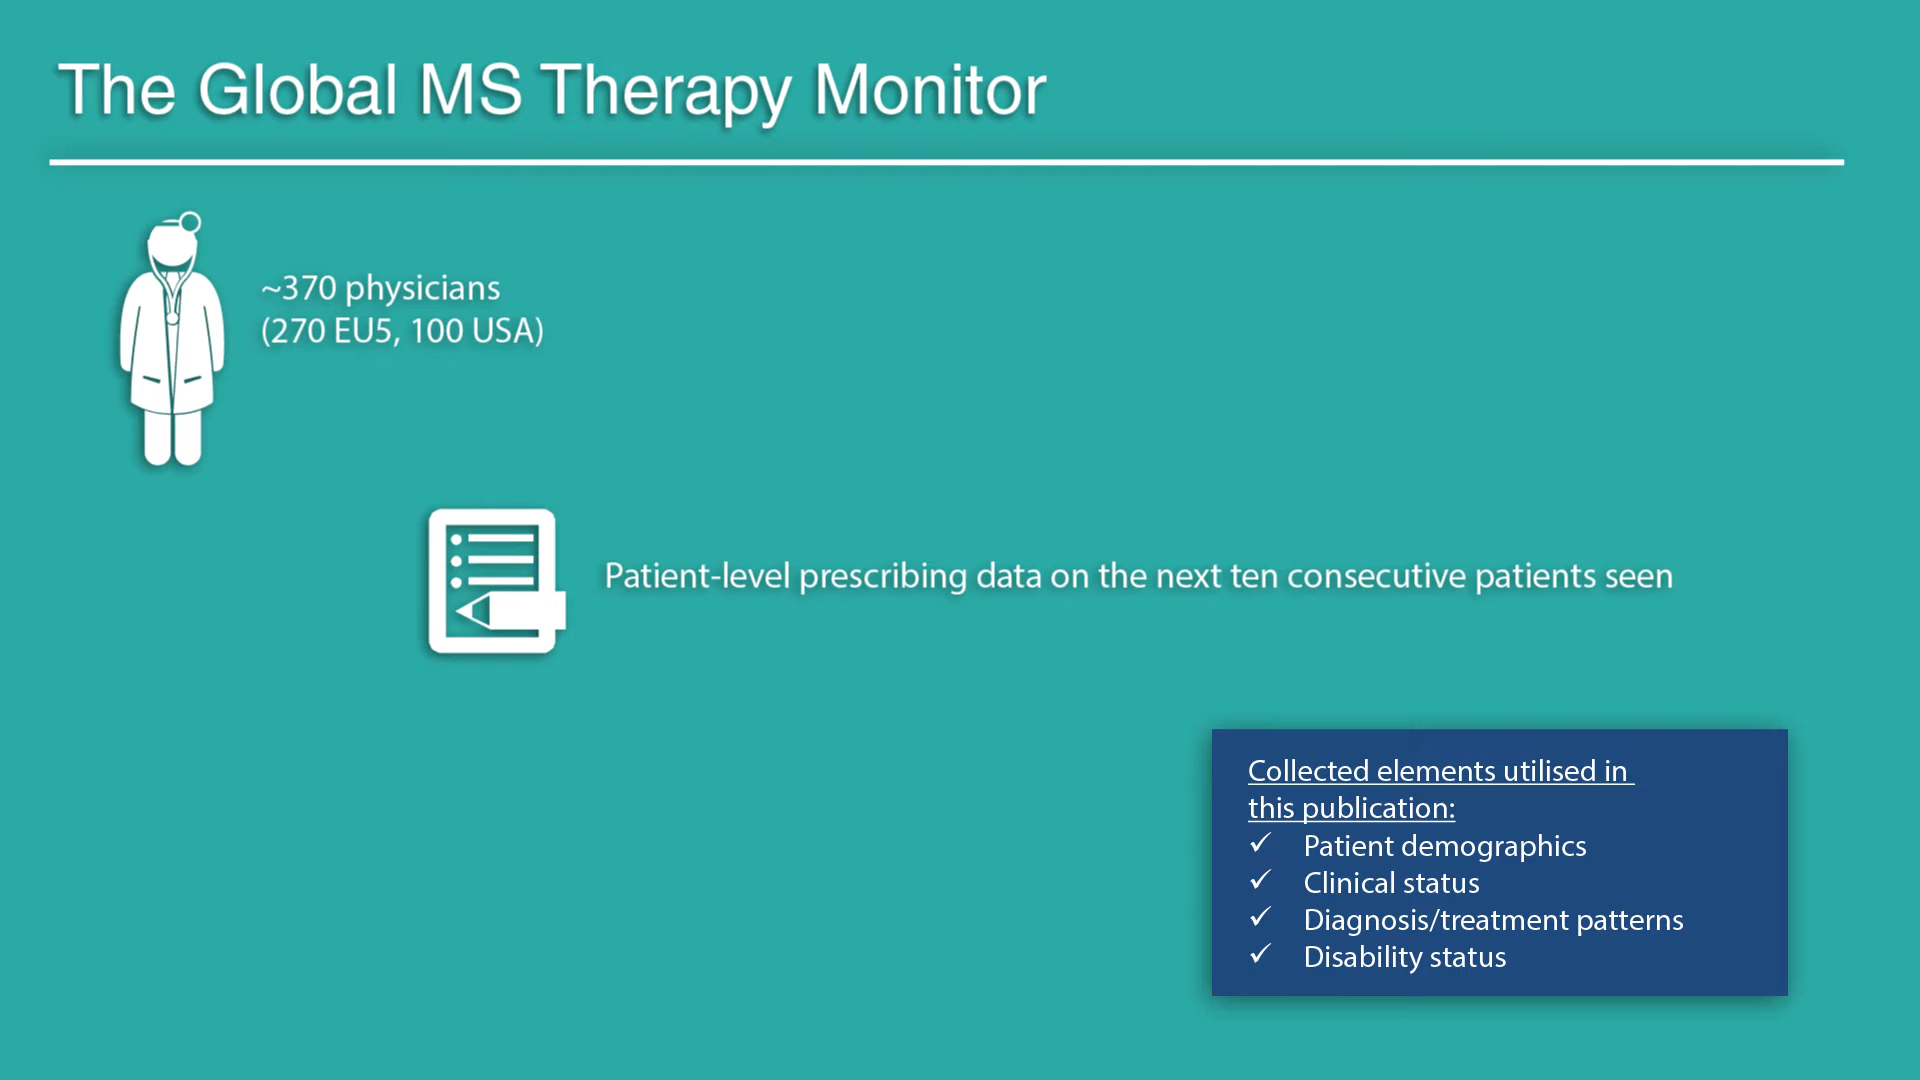 The Global MS Therapy Monitor
~370 physicians
(270 EU5, 100 USA)
Patient-level prescribing data on the next ten consecutive patients seen
Collected elements utilised in
this publication:
✓ Patient demographics
✓ Clinical status
✓ Diagnosis/treatment patterns
✓ Disability status